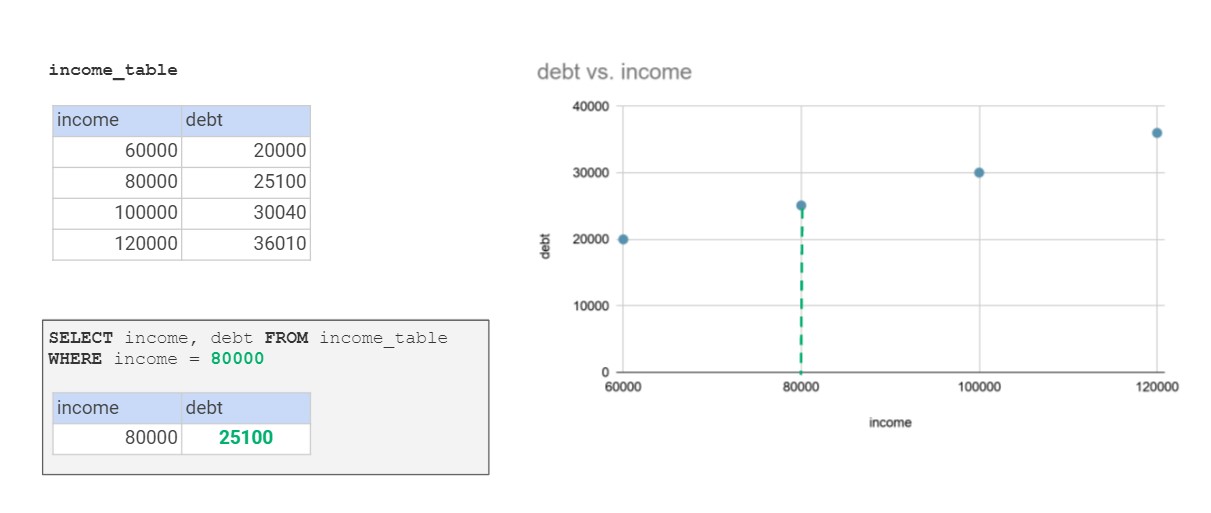 income_table
income debt
60000 20000
80000 25100
100000 30040
120000 36010
SELECT income, debt FROM income_table
WHERE income = 80000
income debt
80000 25100
debt vs. income
40000
30000
20000
10000
0
debt
60000 80000 100000 120000
income